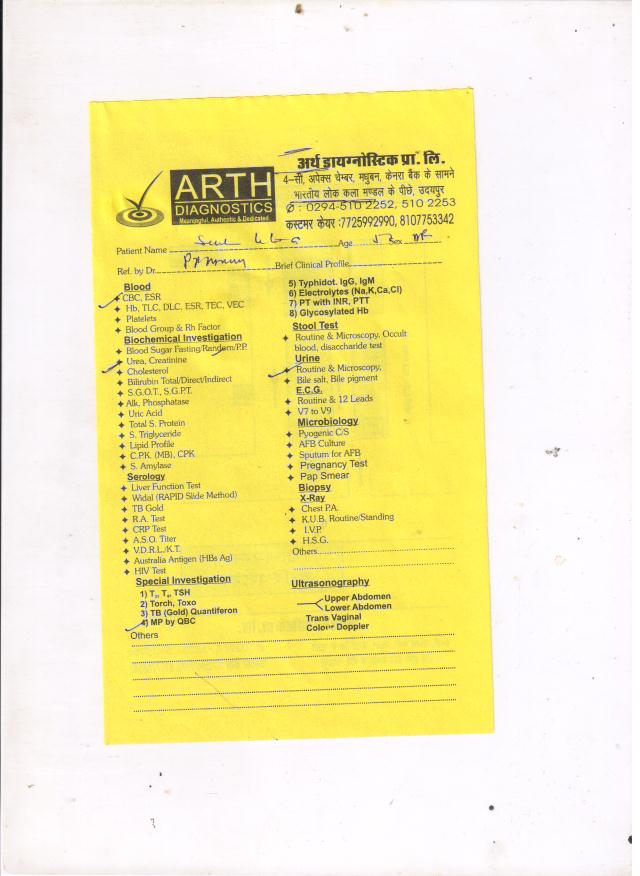 अर्थ डायग्नोस्टिक प्रा. लि.
4-सी, अपेक्स चेम्बर, मधुबन, केनरा बैंक के सामने
भारतीय लोक कला मण्डल के पीछे, उदयपुर
✆ : 0294-510 2252, 510 2253
कस्टमर केयर :7725992990, 8107753342
ARTH
DIAGNOSTICS
Meaningful, Authentic & Dedicated.
Patient Name Age Sex
Ref. by Dr. Brief Clinical Profile
Blood
CBC, ESR
Hb, TLC, DLC, ESR, TEC, VEC
Platelets
Blood Group & Rh Factor
Biochemical Investigation
Blood Sugar Fasting/Random/P.P.
Urea, Creatinine
Cholesterol
Bilirubin Total/Direct/Indirect
S.G.O.T., S.G.P.T.
Alk. Phosphatase
Uric Acid
Total S. Protein
S. Triglyceride
Lipid Profile
C.P.K. (MB), CPK
S. Amylase
Serology
Liver Function Test
Widal (RAPID Slide Method)
TB Gold
R.A. Test
CRP Test
A.S.O. Titer
V.D.R.L./K.T.
Australia Antigen (HBs Ag)
HIV Test
Special Investigation
1) T₃, T₄, TSH
2) Torch, Toxo
3) TB (Gold) Quantiferon
4) MP by QBC
Others
5) Typhidot. IgG, IgM
6) Electrolytes (Na,K,Ca,Cl)
7) PT with INR, PTT
8) Glycosylated Hb
Stool Test
Routine & Microscopy, Occult
blood, disaccharide test
Urine
Routine & Microscopy,
Bile salt, Bile pigment
E.C.G.
Routine & 12 Leads
V7 to V9
Microbiology
Pyogenic C/S
AFB Culture
Sputum for AFB
Pregnancy Test
Pap Smear
Biopsy
X-Ray
Chest P.A.
K.U.B. Routine/Standing
I.V.P.
H.S.G.
Others
Ultrasonography
Upper Abdomen
Lower Abdomen
Trans Vaginal
Colour Doppler